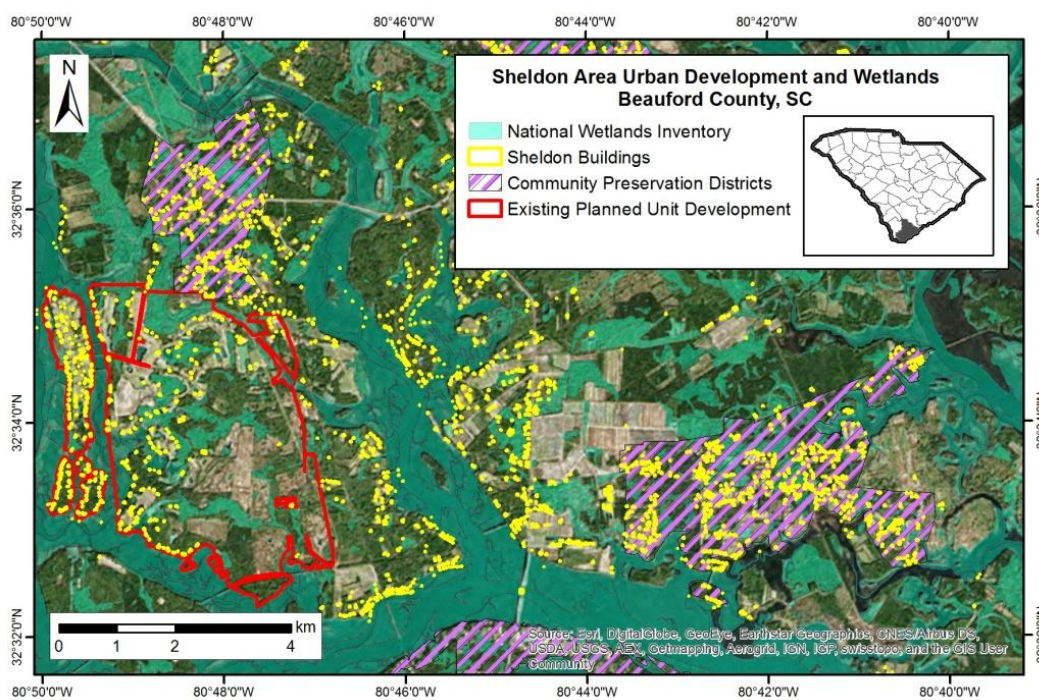 80°50'0"W 80°48'0"W 80°46'0"W 80°44'0"W 80°42'0"W 80°40'0"W
N
Sheldon Area Urban Development and Wetlands
Beauford County, SC
National Wetlands Inventory
Sheldon Buildings
Community Preservation Districts
Existing Planned Unit Development
32°36'0"N
32°34'0"N
32°32'0"N
0 1 2 4
km
Source: Esri, DigitalGlobe, GeoEye, Earthstar Geographics, CNES/Airbus DS,
USDA, USGS, AEX, Getmapping, Aerogrid, IGN, IGP, swisstopo, and the GIS User
Community
80°50'0"W 80°48'0"W 80°46'0"W 80°44'0"W 80°42'0"W 80°40'0"W